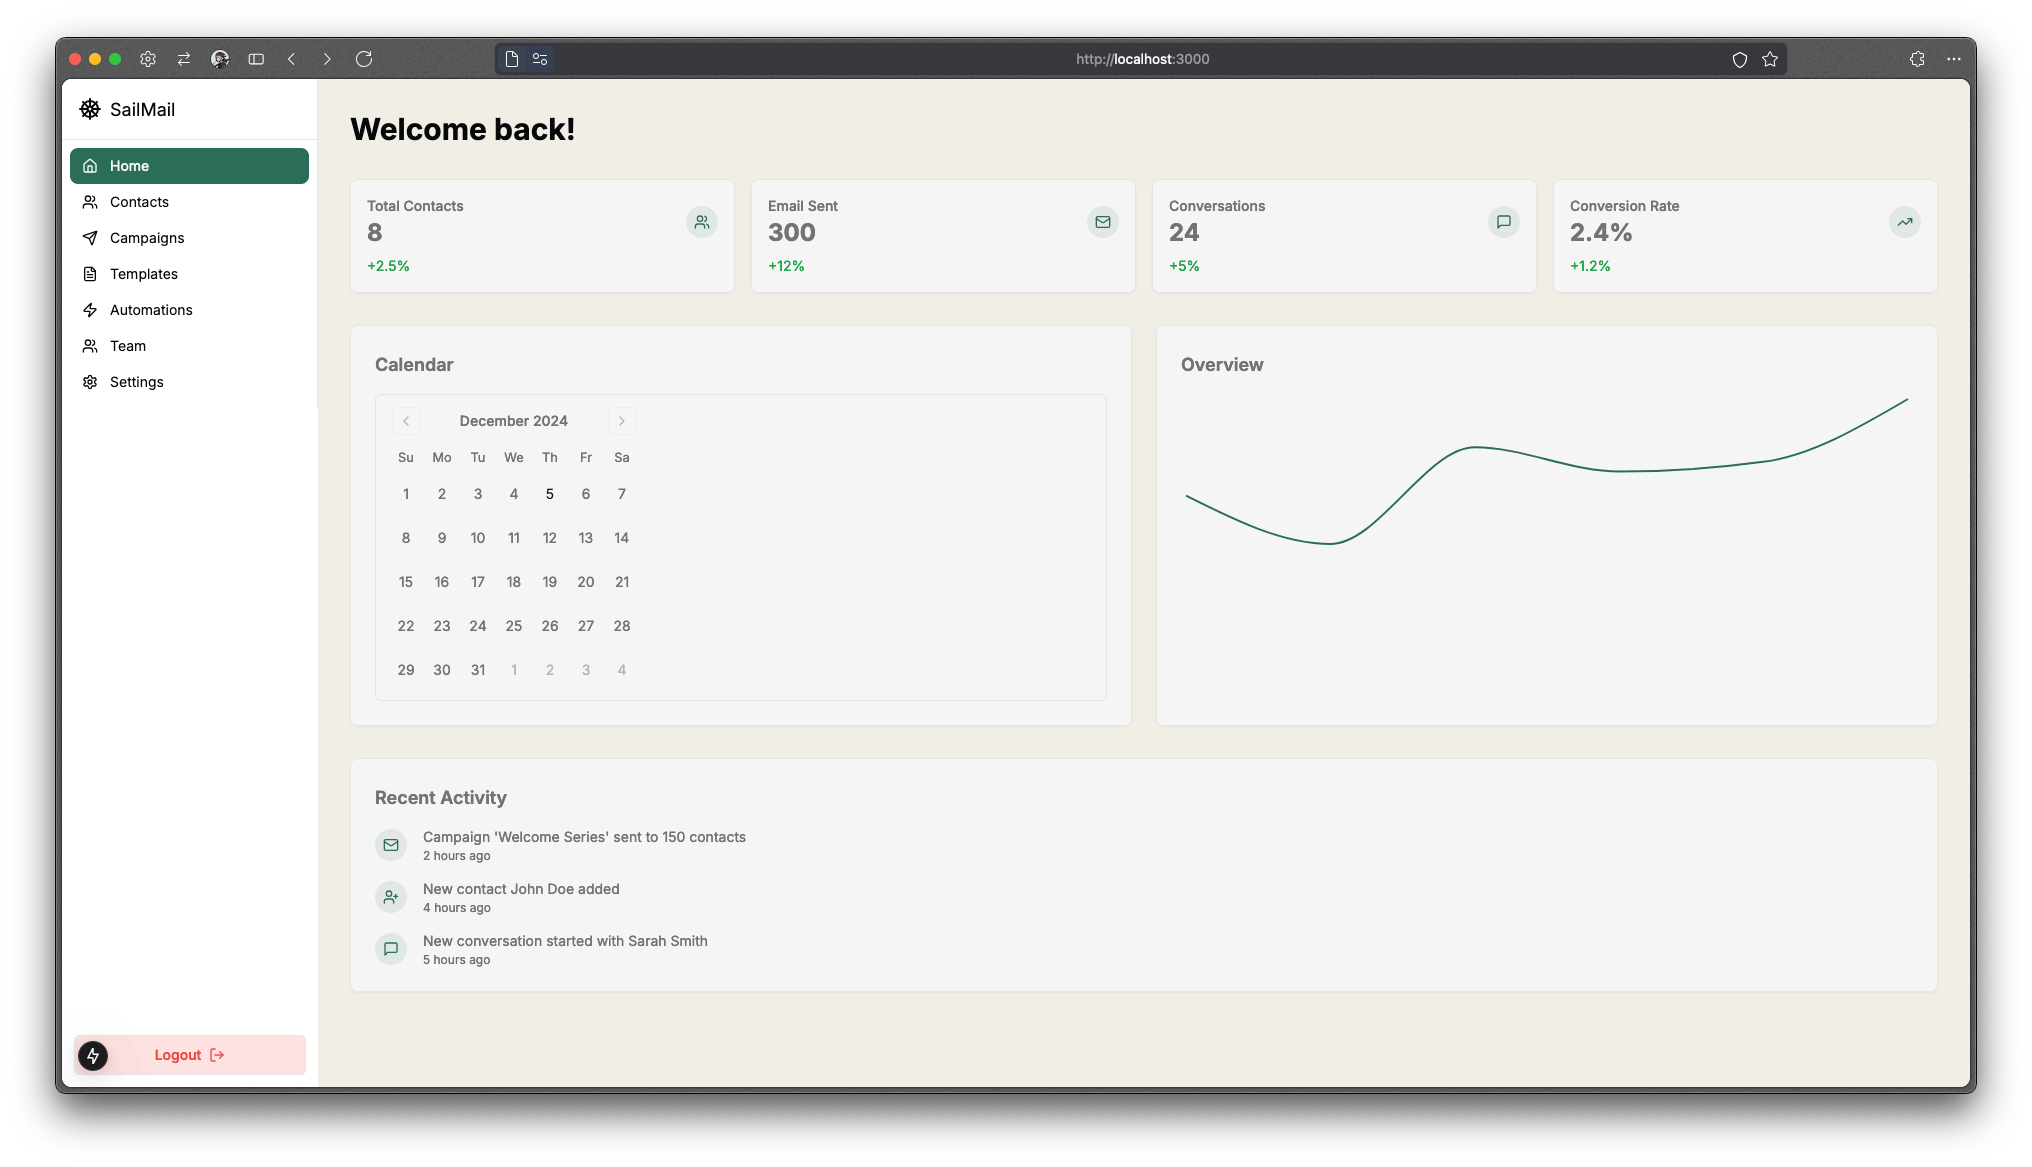 http://localhost:3000
SailMail
Home
Contacts
Campaigns
Templates
Automations
Team
Settings
Logout
Welcome back!
Total Contacts
8
+2.5%
Email Sent
300
+12%
Conversations
24
+5%
Conversion Rate
2.4%
+1.2%
Calendar
December 2024
Su Mo Tu We Th Fr Sa
1 2 3 4 5 6 7
8 9 10 11 12 13 14
15 16 17 18 19 20 21
22 23 24 25 26 27 28
29 30 31 1 2 3 4
Overview
Recent Activity
Campaign 'Welcome Series' sent to 150 contacts
2 hours ago
New contact John Doe added
4 hours ago
New conversation started with Sarah Smith
5 hours ago